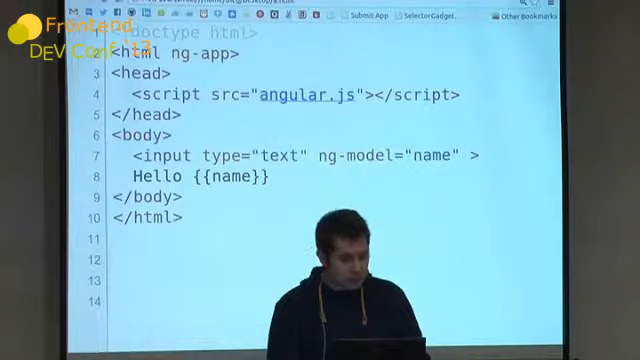 Frontend
DEV Conf '13
Submit App
SelectorGadget.
Other Bookmarks
doctype html>
2 <html ng-app>
3 <head>
4 <script src="angular.js"></script>
5 </head>
6 <body>
7 <input type="text" ng-model="name" >
8 Hello {{name}}
9 </body>
10 </html>
11
12
13
14